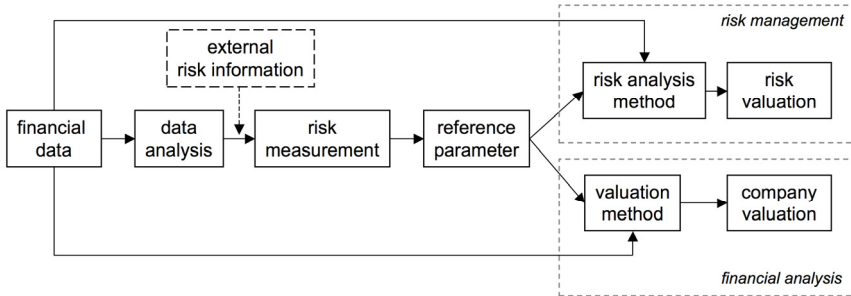 risk management
external
risk information
risk analysis
method
risk
valuation
financial
data
data
analysis
risk
measurement
reference
parameter
valuation
method
company
valuation
financial analysis